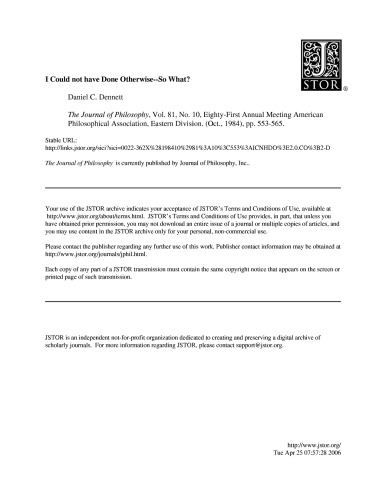 JSTOR
®
I Could not have Done Otherwise--So What?
Daniel C. Dennett
The Journal of Philosophy, Vol. 81, No. 10, Eighty-First Annual Meeting American
Philosophical Association, Eastern Division. (Oct., 1984), pp. 553-565.
Stable URL:
http://links.jstor.org/sici?sici=0022-362X%28198410%2981%3A10%3C553%3AICNHDO%3E2.0.CO%3B2-D
The Journal of Philosophy is currently published by Journal of Philosophy, Inc..
Your use of the JSTOR archive indicates your acceptance of JSTOR's Terms and Conditions of Use, available at
http://www.jstor.org/about/terms.html. JSTOR's Terms and Conditions of Use provides, in part, that unless you
have obtained prior permission, you may not download an entire issue of a journal or multiple copies of articles, and
you may use content in the JSTOR archive only for your personal, non-commercial use.
Please contact the publisher regarding any further use of this work. Publisher contact information may be obtained at
http://www.jstor.org/journals/jphil.html.
Each copy of any part of a JSTOR transmission must contain the same copyright notice that appears on the screen or
printed page of such transmission.
JSTOR is an independent not-for-profit organization dedicated to creating and preserving a digital archive of
scholarly journals. For more information regarding JSTOR, please contact support@jstor.org.
http://www.jstor.org/
Tue Apr 25 07:57:28 2006